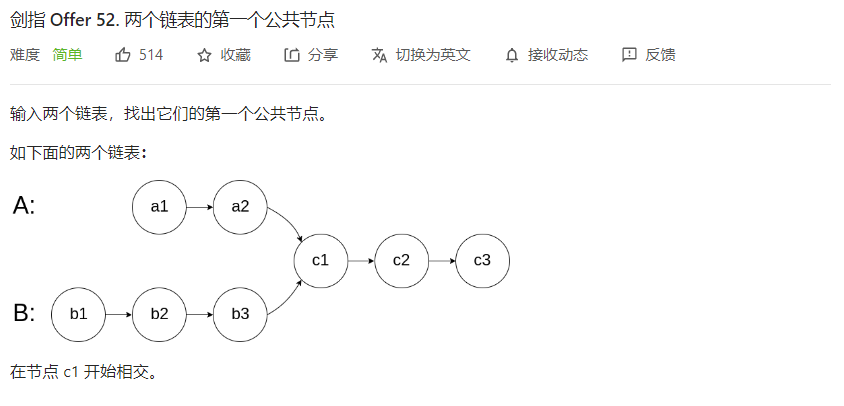 剑指 Offer 52. 两个链表的第一个公共节点
难度 简单 514 收藏 分享 切换为英文 接收动态 反馈
输入两个链表，找出它们的第一个公共节点。
如下面的两个链表：
A: a1 a2
c1 c2 c3
B: b1 b2 b3
在节点 c1 开始相交。